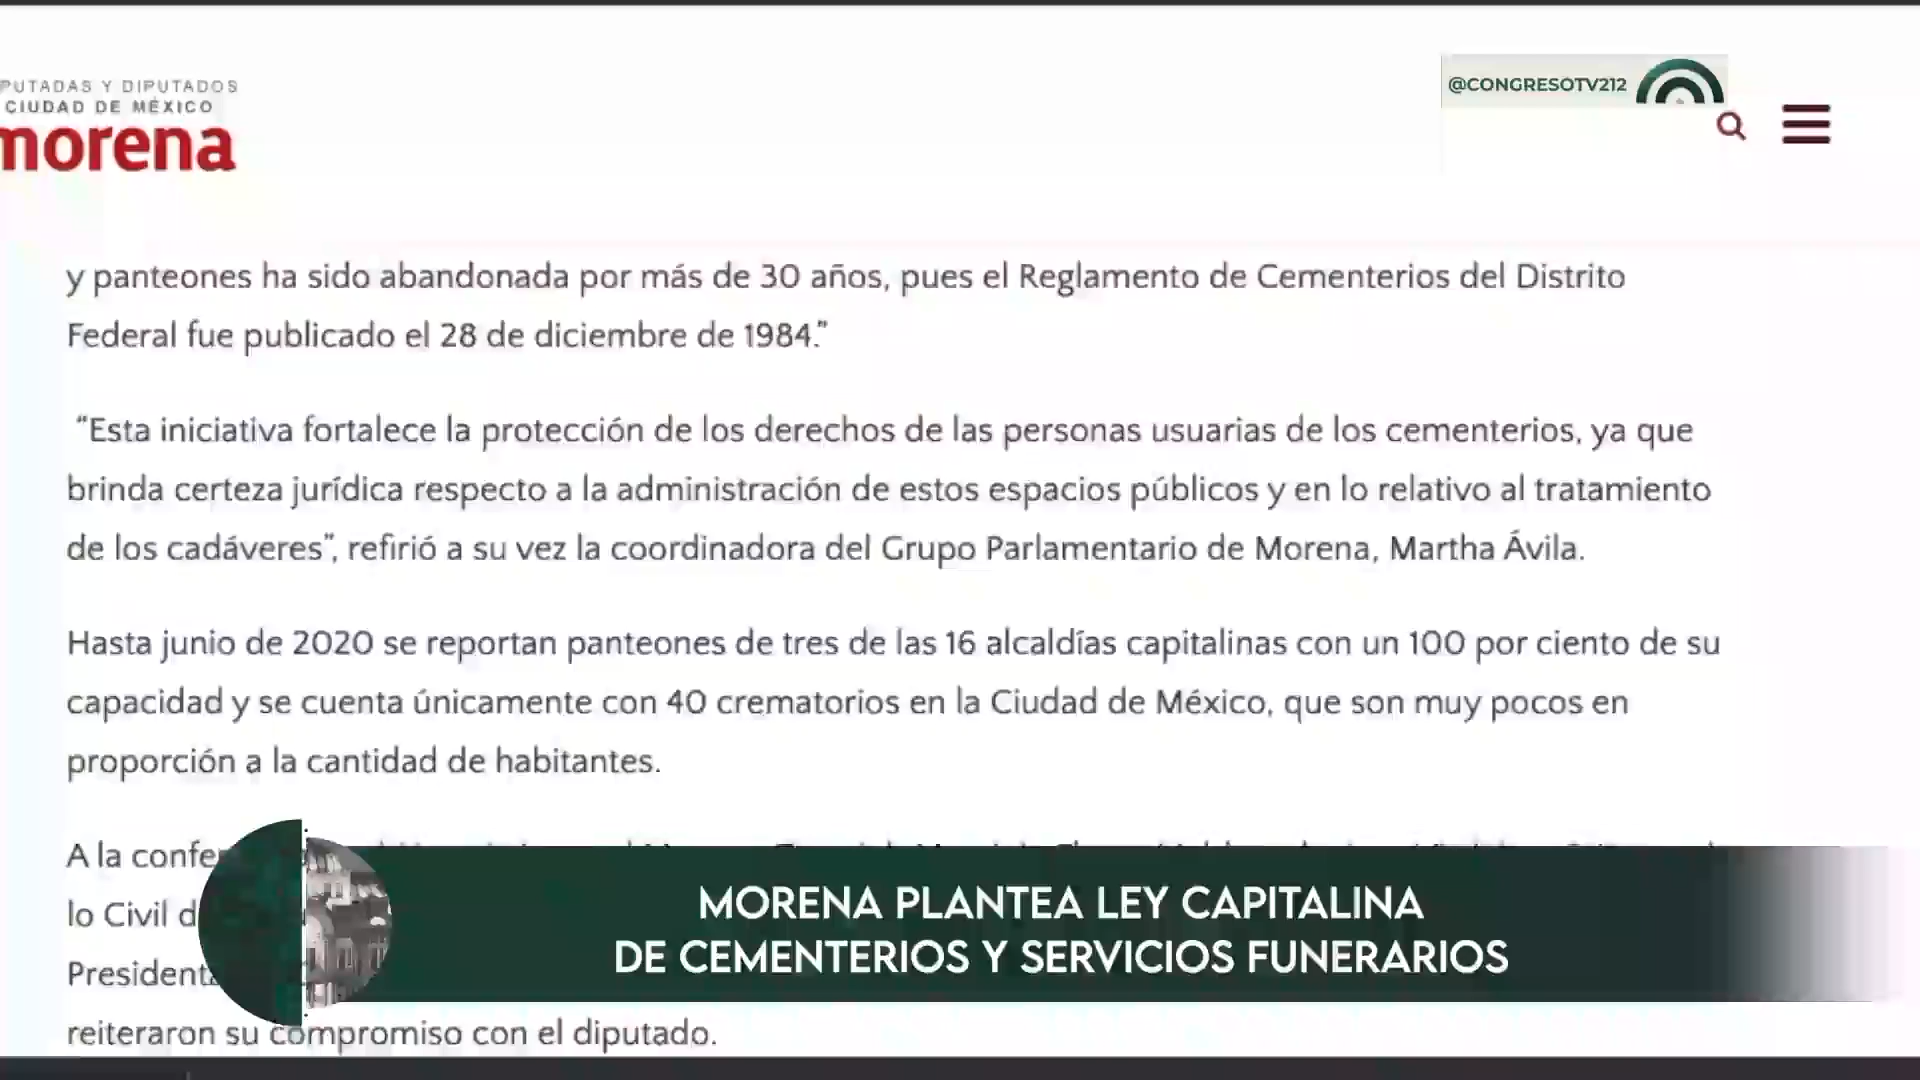 PUTADAS Y DIPUTADOS
CIUDAD DE MÉXICO
morena
@CONGRESOTV212
y panteones ha sido abandonada por más de 30 años, pues el Reglamento de Cementerios del Distrito
Federal fue publicado el 28 de diciembre de 1984.”
“Esta iniciativa fortalece la protección de los derechos de las personas usuarias de los cementerios, ya que
brinda certeza jurídica respecto a la administración de estos espacios públicos y en lo relativo al tratamiento
de los cadáveres”, refirió a su vez la coordinadora del Grupo Parlamentario de Morena, Martha Ávila.
Hasta junio de 2020 se reportan panteones de tres de las 16 alcaldías capitalinas con un 100 por ciento de su
capacidad y se cuenta únicamente con 40 crematorios en la Ciudad de México, que son muy pocos en
proporción a la cantidad de habitantes.
A la
lo Civil
reiteraron su compromiso con el diputado.
MORENA PLANTEA LEY CAPITALINA
DE CEMENTERIOS Y SERVICIOS FUNERARIOS